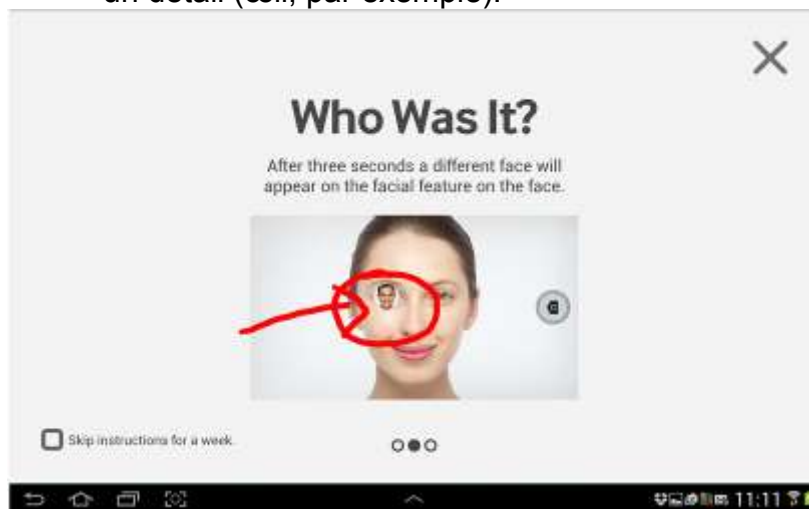 un détail (œil, par exemple).
Who Was It?
After three seconds a different face will
appear on the facial feature on the face.
Skip instructions for a week.
11:11